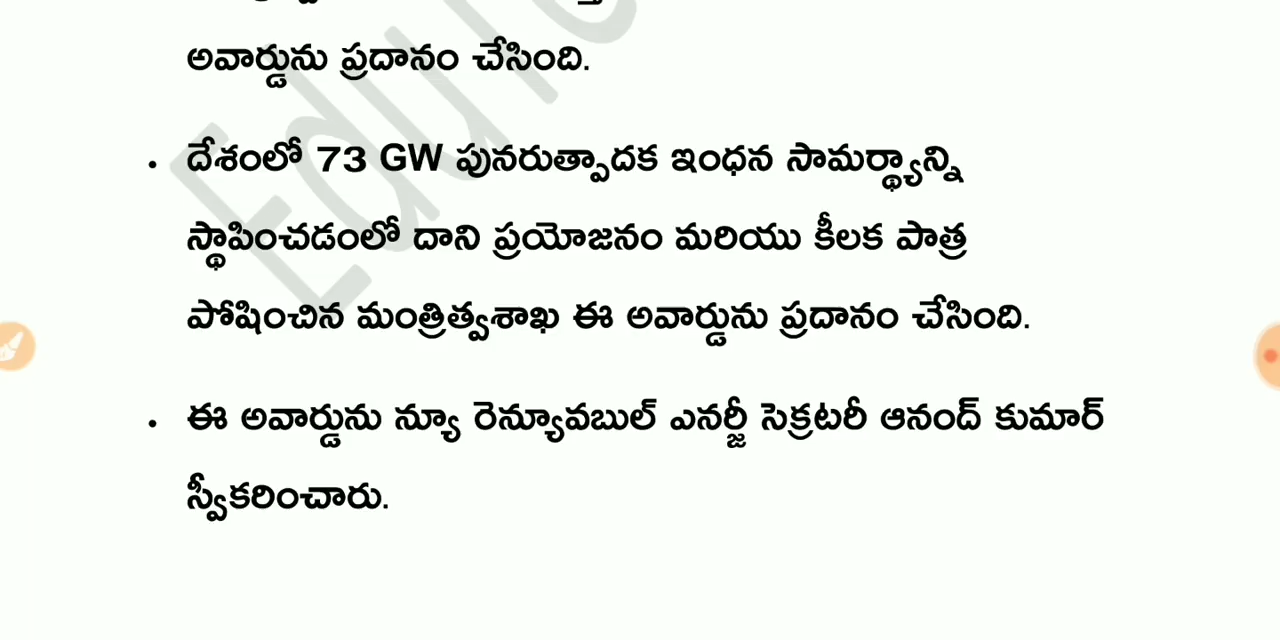 అవార్డును ప్రదానం చేసింది.
• దేశంలో 73 GW పునరుత్పాదక ఇంధన సామర్థ్యాన్ని
స్థాపించడంలో దాని ప్రయోజనం మరియు కీలక పాత్ర
పోషించిన మంత్రిత్వశాఖ ఈ అవార్డును ప్రదానం చేసింది.
• ఈ అవార్డును న్యూ రెన్యూవబుల్ ఎనర్జీ సెక్రటరీ ఆనంద్ కుమార్
స్వీకరించారు.